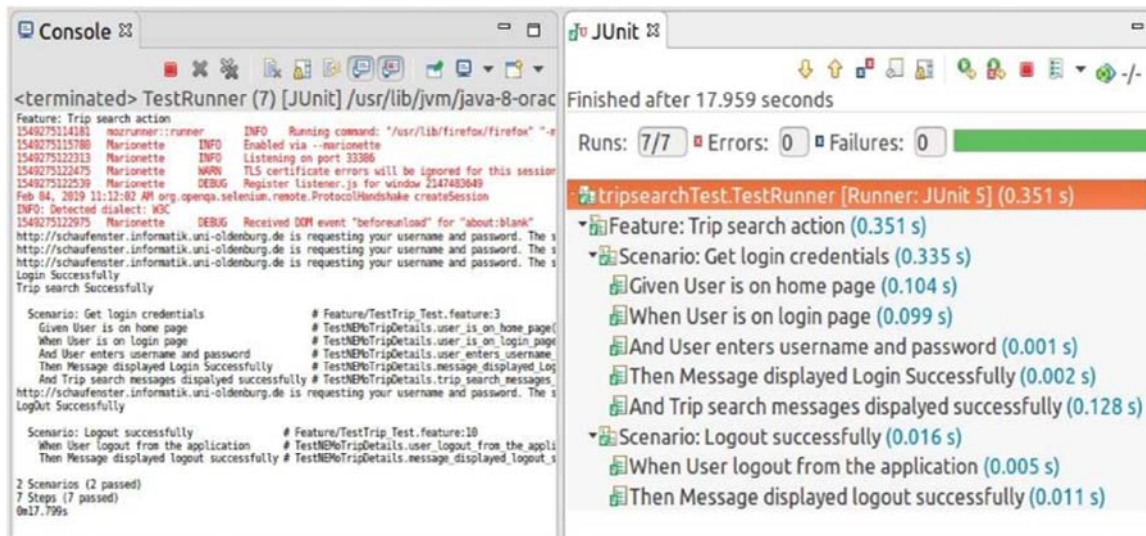 Console
<terminated> TestRunner (7) [JUnit] /usr/lib/jvm/java-8-orac
Feature: Trip search action
1549275114181 mozrunner::runner INFO Running command: "/usr/lib/firefox/firefox" "-m
1549275115780 Marionette INFO Enabled via --marionette
1549275122313 Marionette INFO Listening on port 33306
1549275122475 Marionette WARN TLS certificate errors will be ignored for this session
1549275122539 Marionette DEBUG Register listener.js for window 2147483649
Feb 04, 2019 11:12:02 AM org.openqa.selenium.remote.ProtocolHandshake createSession
INFO: Detected dialect: W3C
1549275122975 Marionette DEBUG Received DOM event "beforeunload" for "about:blank"
http://schaufenster.informatik.uni-oldenburg.de is requesting your username and password. The s
http://schaufenster.informatik.uni-oldenburg.de is requesting your username and password. The s
http://schaufenster.informatik.uni-oldenburg.de is requesting your username and password. The s
Login Successfully
Trip search Successfully
Scenario: Get login credentials # Feature/TestTrip_Test.feature:3
Given User is on home page # TestNEMoTripDetails.user_is_on_home_page(
When User is on login page # TestNEMoTripDetails.user_is_on_login_page
And User enters username and password # TestNEMoTripDetails.user_enters_username_
Then Message displayed Login Successfully # TestNEMoTripDetails.message_displayed_Log
And Trip search messages dispalyed successfully # TestNEMoTripDetails.trip_search_messages_
http://schaufenster.informatik.uni-oldenburg.de is requesting your username and password. The s
LogOut Successfully
Scenario: Logout successfully # Feature/TestTrip_Test.feature:10
When User logout from the application # TestNEMoTripDetails.user_logout_from_the_appli
Then Message displayed logout successfully # TestNEMoTripDetails.message_displayed_logout_s
2 Scenarios (2 passed)
7 Steps (7 passed)
0m17.799s
JUnit
Finished after 17.959 seconds
Runs: 7/7 Errors: 0 Failures: 0
tripsearchTest.TestRunner [Runner: JUnit 5] (0.351 s)
Feature: Trip search action (0.351 s)
Scenario: Get login credentials (0.335 s)
Given User is on home page (0.104 s)
When User is on login page (0.099 s)
And User enters username and password (0.001 s)
Then Message displayed Login Successfully (0.002 s)
And Trip search messages dispalyed successfully (0.128 s)
Scenario: Logout successfully (0.016 s)
When User logout from the application (0.005 s)
Then Message displayed logout successfully (0.011 s)